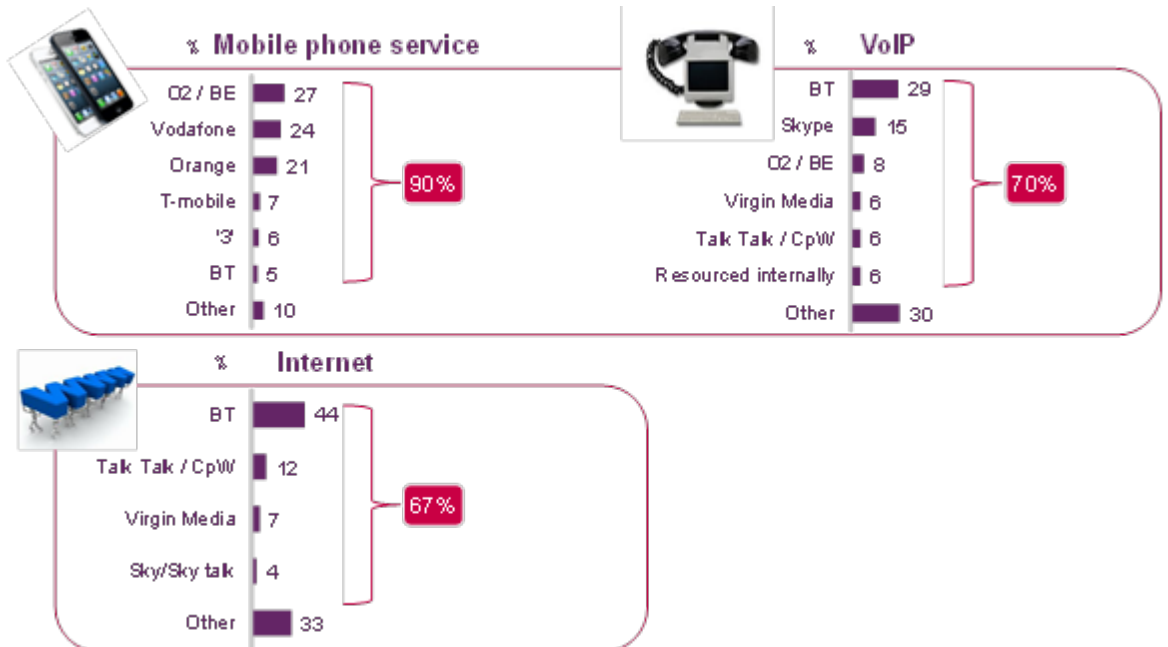 % Mobile phone service
O2 / BE 27
Vodafone 24
Orange 21
T-mobile 7
'3' 6
BT 5
Other 10
90%
% VoIP
BT 29
Skype 15
O2 / BE 8
Virgin Media 6
Talk Talk / CpW 6
Resourced internally 6
Other 30
70%
% Internet
WWW
BT 44
Talk Talk / CpW 12
Virgin Media 7
Sky/Sky talk 4
Other 33
67%